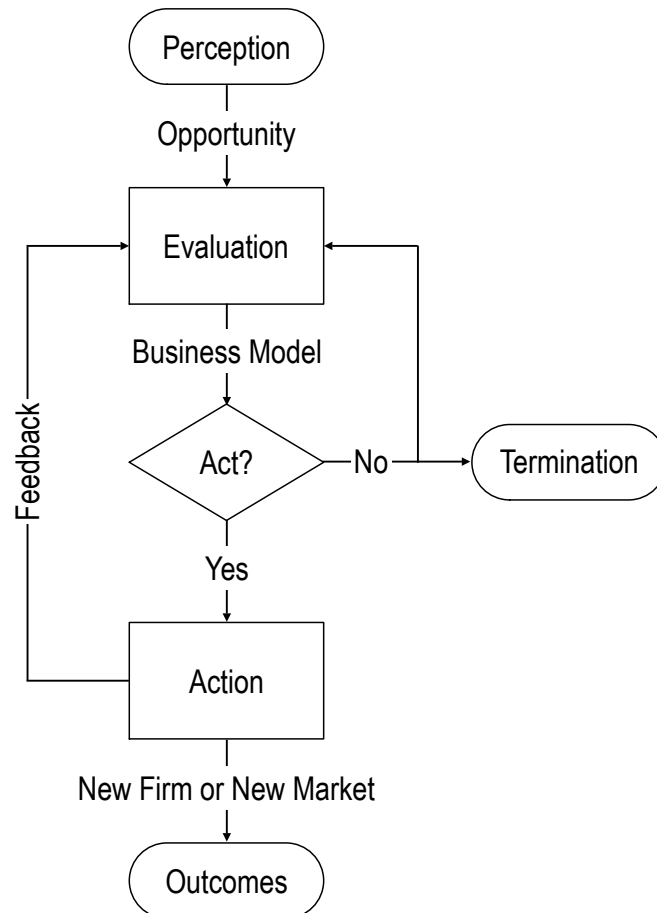 Perception
Opportunity
Evaluation
Business Model
Act?
No
Termination
Feedback
Yes
Action
New Firm or New Market
Outcomes